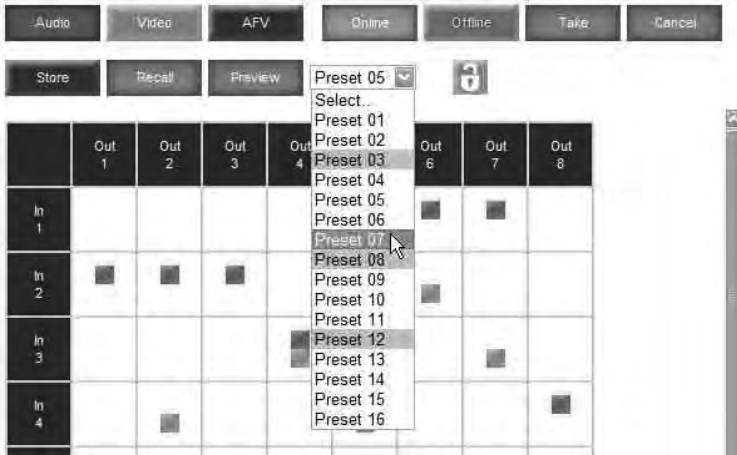 Audio Video AFV Online Offline Take Cancel
Store Recall Preview Preset 05
Select..
Preset 01
Preset 02
Preset 03
Preset 04
Preset 05
Preset 06
Preset 07
Preset 08
Preset 09
Preset 10
Preset 11
Preset 12
Preset 13
Preset 14
Preset 15
Preset 16
Out 1
Out 2
Out 3
Out 4
Out 6
Out 7
Out 8
In 1
In 2
In 3
In 4